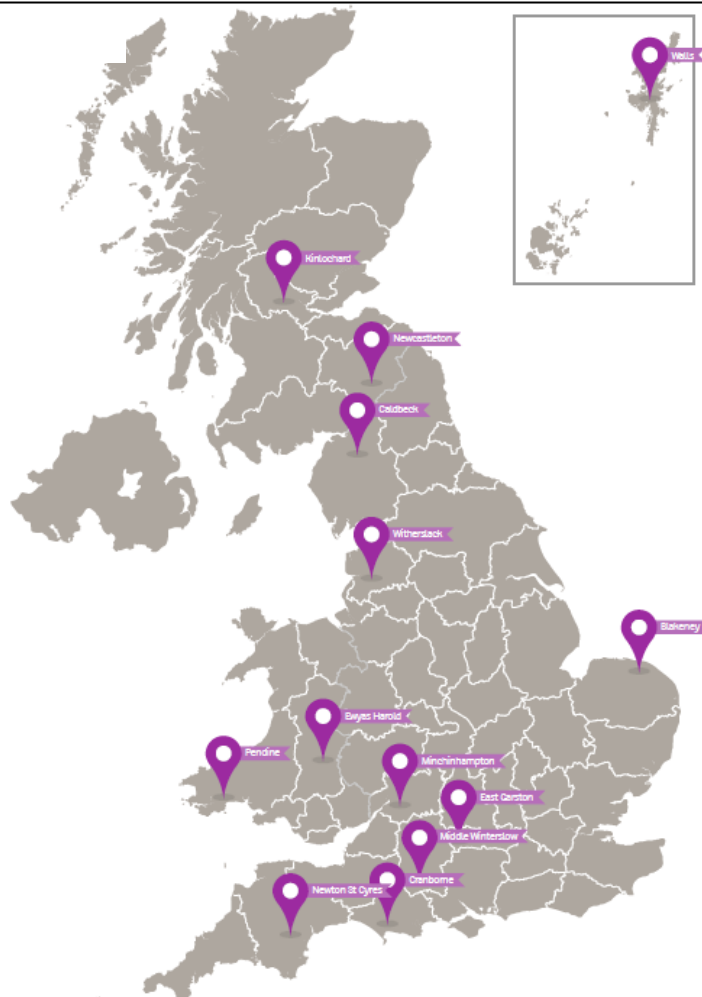 Walls
Kinlochard
Newcastleton
Caldbeck
Witherslack
Blakeney
Ewyas Harold
Pendine
Minchinhampton
East Garston
Middle Winterslow
Cranborne
Newton St Cyres